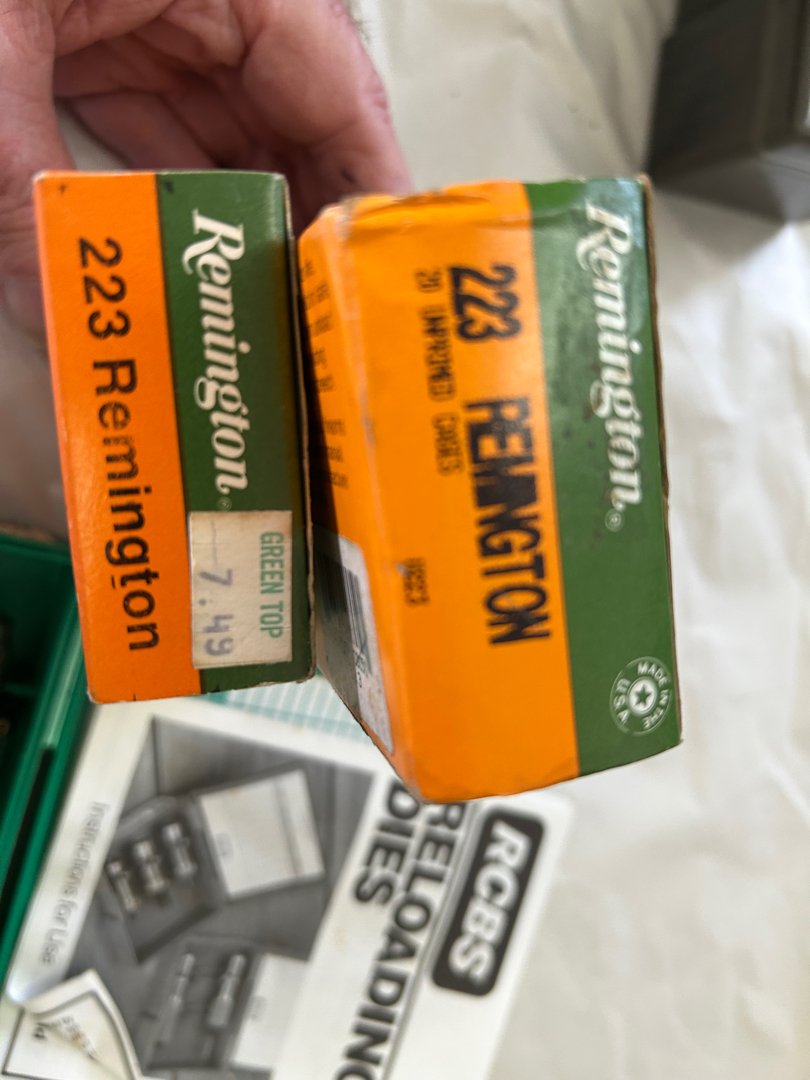 Remington®
223 Remington
GREEN TOP
7.49
Remington®
223 REMINGTON
20 UNPRIMED CASES
MADE IN THE
U.S.A.
RCBS
RELOADING
DIES
Instructions for Use